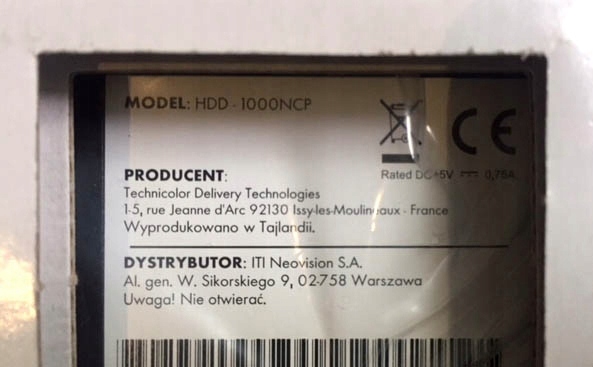 MODEL: HDD - 1000NCP
CE
Rated DC+5V ⎓ 0,75A
PRODUCENT:
Technicolor Delivery Technologies
1-5, rue Jeanne d'Arc 92130 Issy-les-Moulineaux - France
Wyprodukowano w Tajlandii.
DYSTRYBUTOR: ITI Neovision S.A.
Al. gen. W. Sikorskiego 9, 02-758 Warszawa
Uwaga! Nie otwierać.